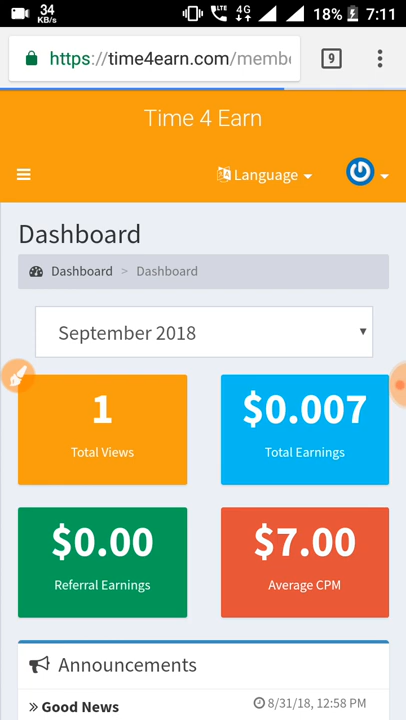 34
KB/s
LTE
4G
18%
7:11
https://time4earn.com/membe
9
Time 4 Earn
Language
Dashboard
Dashboard > Dashboard
September 2018
1
Total Views
$0.007
Total Earnings
$0.00
Referral Earnings
$7.00
Average CPM
Announcements
» Good News
8/31/18, 12:58 PM